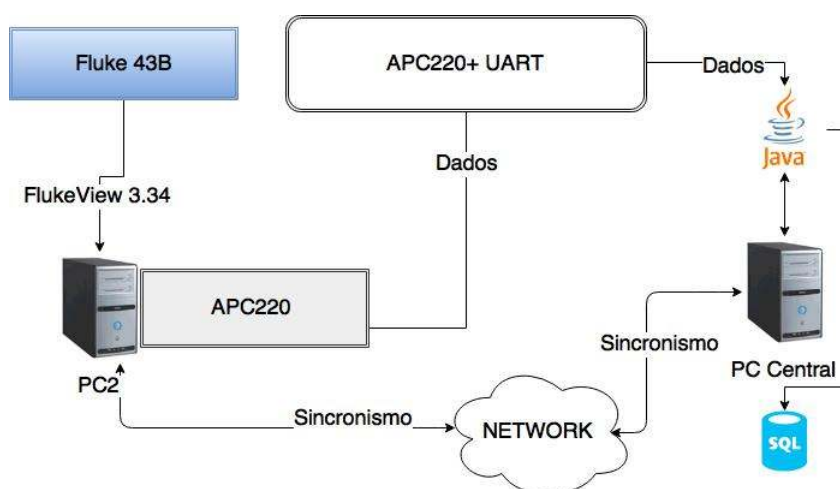 Fluke 43B
APC220+ UART
Dados
Java
Dados
FlukeView 3.34
APC220
PC2
Sincronismo
PC Central
Sincronismo
NETWORK
SQL